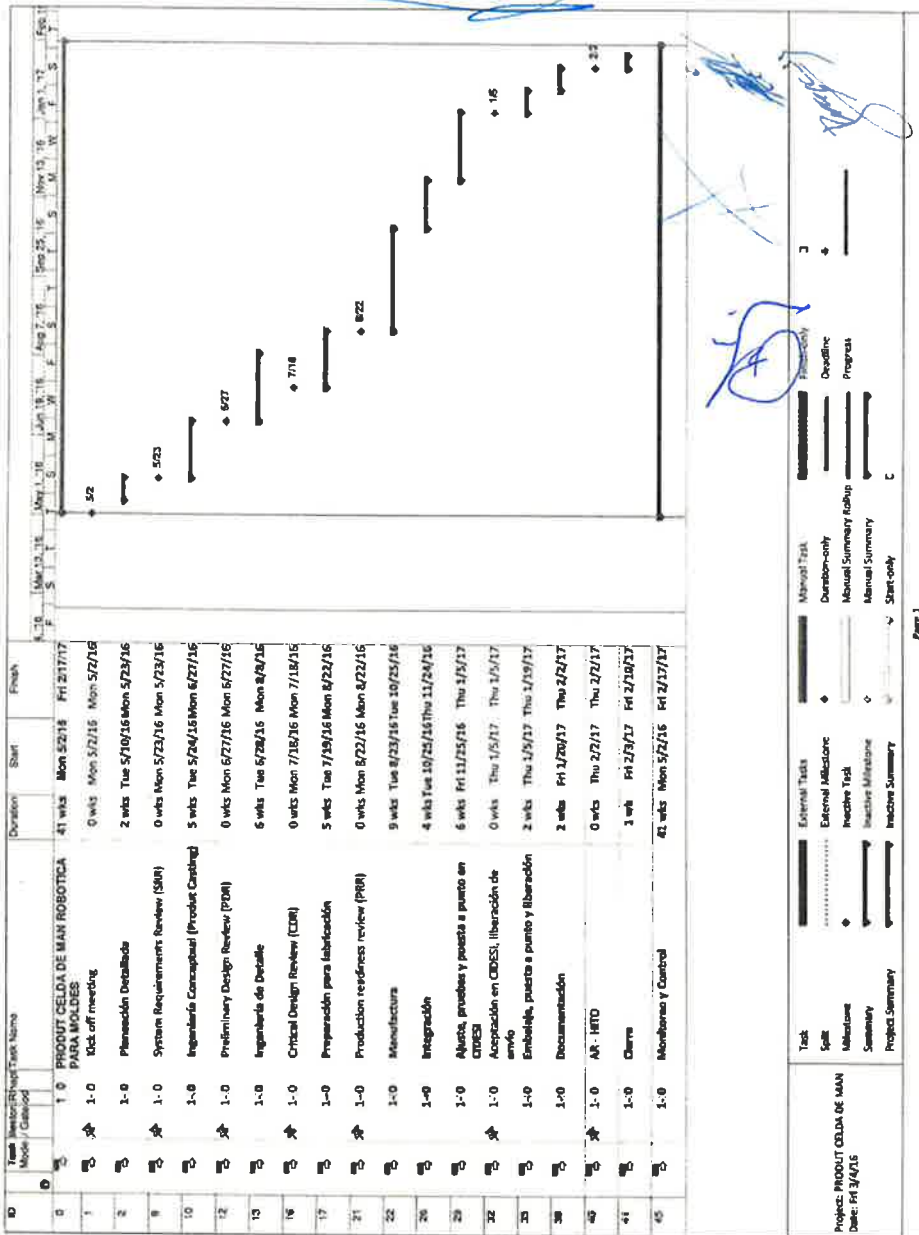 ID Task Mode Task Name Duration Start Finish
0 1 0 PRODUT CELDA DE MAN ROBOTICA PARA MOLDES 41 wks Mon 5/2/16 Fri 2/17/17
1 1-0 Kick off meeting 0 wks Mon 5/2/16 Mon 5/2/16
2 1-0 Planeación Detallada 2 wks Tue 5/10/16 Mon 5/23/16
9 1-0 System Requirements Review (SRR) 0 wks Mon 5/23/16 Mon 5/23/16
10 1-0 Ingeniería Conceptual (Produt Casting) 5 wks Tue 5/24/16 Mon 6/27/16
12 1-0 Preliminary Design Review (PDR) 0 wks Mon 6/27/16 Mon 6/27/16
13 1-0 Ingeniería de Detalle 6 wks Tue 6/28/16 Mon 8/8/16
16 1-0 Critical Design Review (CDR) 0 wks Mon 7/18/16 Mon 7/18/16
17 1-0 Preparación para fabricación 5 wks Tue 7/19/16 Mon 8/22/16
21 1-0 Production readiness review (PRR) 0 wks Mon 8/22/16 Mon 8/22/16
22 1-0 Manufactura 9 wks Tue 8/23/16 Tue 10/25/16
26 1-0 Integración 4 wks Tue 10/25/16 Thu 11/24/16
29 1-0 Ajuste, pruebas y puesta a punto en CIDESI 6 wks Fri 11/25/16 Thu 1/5/17
32 1-0 Aceptación en CIDESI, liberación de envío 0 wks Thu 1/5/17 Thu 1/5/17
35 1-0 Embalaje, puesta a punto y liberación 2 wks Thu 1/5/17 Thu 1/19/17
38 1-0 Documentación 2 wks Fri 1/20/17 Thu 2/2/17
40 1-0 AR - HITO 0 wks Thu 2/2/17 Thu 2/2/17
41 1-0 Cierre 1 wk Fri 2/3/17 Fri 2/10/17
45 1-0 Monitoreo y Control 41 wks Mon 5/2/16 Fri 2/17/17
Mar 13, '16 May 1, '16 Jun 19, '16 Aug 7, '16 Sep 25, '16 Nov 13, '16 Jan 1, '17
F S T T S M W F S T T S M W F S T
5/2
5/23
6/27
7/18
8/22
1/5
2/2
Project: PRODUT CELDA DE MAN
Date: Fri 3/4/16
Task External Tasks Manual Task Finish-only
Split External Milestone Duration-only Deadline
Milestone Inactive Task Manual Summary Rollup Progress
Summary Inactive Milestone Manual Summary
Project Summary Inactive Summary Start-only
Page 1